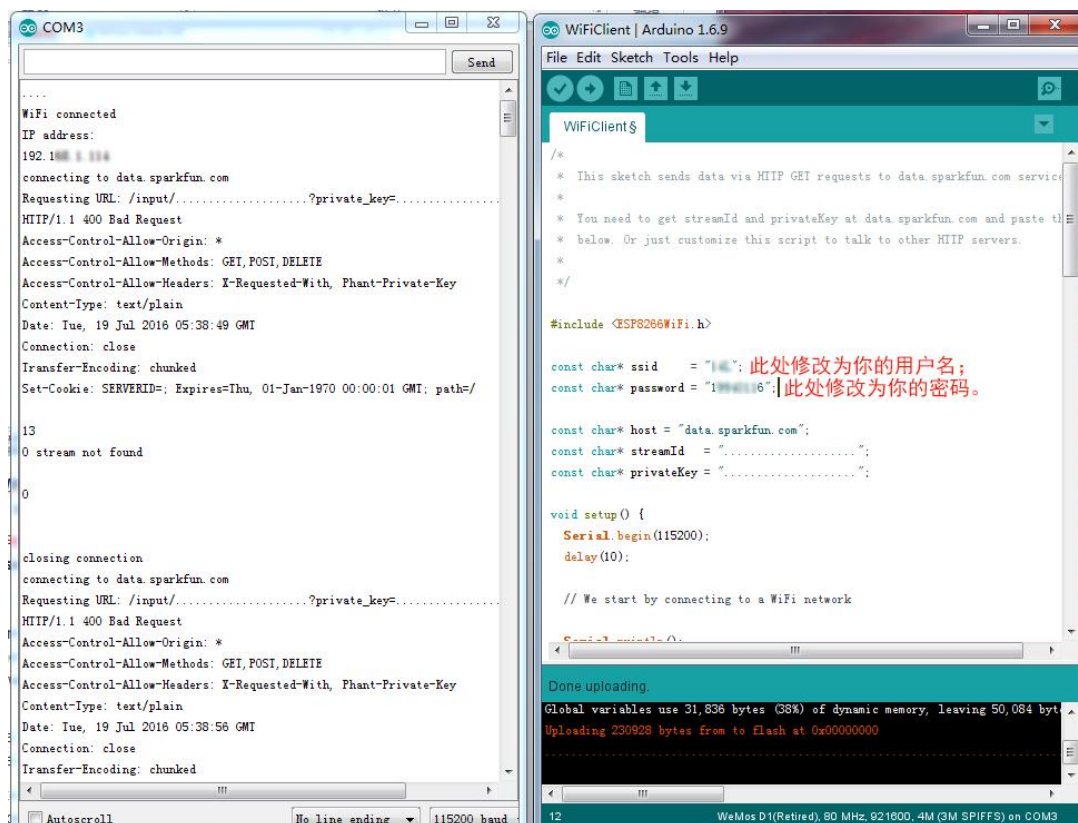 COM3
Send
....
WiFi connected
IP address:
192.1
connecting to data.sparkfun.com
Requesting URL: /input/....................?private_key=................
HTTP/1.1 400 Bad Request
Access-Control-Allow-Origin: *
Access-Control-Allow-Methods: GET,POST,DELETE
Access-Control-Allow-Headers: X-Requested-With, Phant-Private-Key
Content-Type: text/plain
Date: Tue, 19 Jul 2016 05:38:49 GMT
Connection: close
Transfer-Encoding: chunked
Set-Cookie: SERVERID=; Expires=Thu, 01-Jan-1970 00:00:01 GMT; path=/
13
0 stream not found
0
closing connection
connecting to data.sparkfun.com
Requesting URL: /input/....................?private_key=................
HTTP/1.1 400 Bad Request
Access-Control-Allow-Origin: *
Access-Control-Allow-Methods: GET,POST,DELETE
Access-Control-Allow-Headers: X-Requested-With, Phant-Private-Key
Content-Type: text/plain
Date: Tue, 19 Jul 2016 05:38:56 GMT
Connection: close
Transfer-Encoding: chunked
Autoscroll
No line ending
115200 baud
WiFiClient | Arduino 1.6.9
File Edit Sketch Tools Help
WiFiClient§
/*
* This sketch sends data via HTTP GET requests to data.sparkfun.com service
*
* You need to get streamId and privateKey at data.sparkfun.com and paste
* below. Or just customize this script to talk to other HTTP servers.
*
*/
#include <ESP8266WiFi.h>
const char* ssid = " "; 此处修改为你的用户名；
const char* password = " "; 此处修改为你的密码。
const char* host = "data.sparkfun.com";
const char* streamId = "....................";
const char* privateKey = "....................";
void setup() {
Serial.begin(115200);
delay(10);
// We start by connecting to a WiFi network
Serial.println();
Done uploading.
Global variables use 31,836 bytes (38%) of dynamic memory, leaving 50,084
Uploading 230928 bytes from to flash at 0x00000000
................................................................................
12
WeMos D1(Retired), 80 MHz, 921600, 4M (3M SPIFFS) on COM3